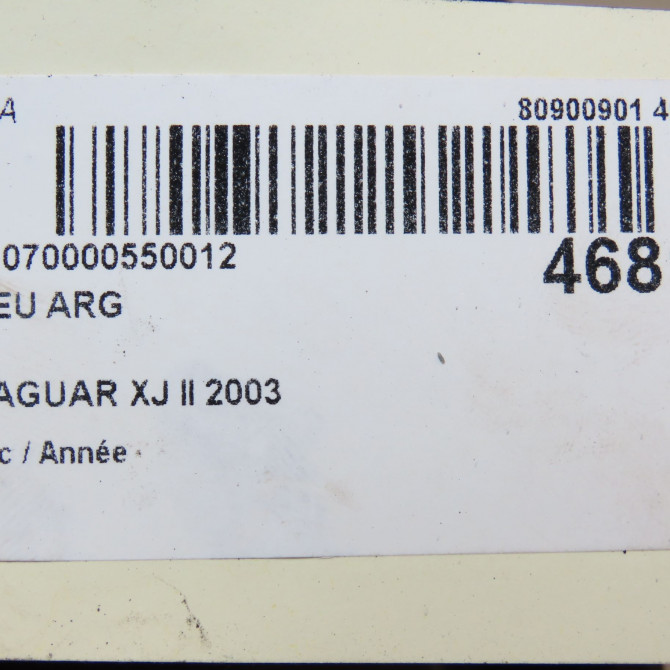 A 80900901 4
070000550012
468
EU ARG
AGUAR XJ II 2003
c / Année